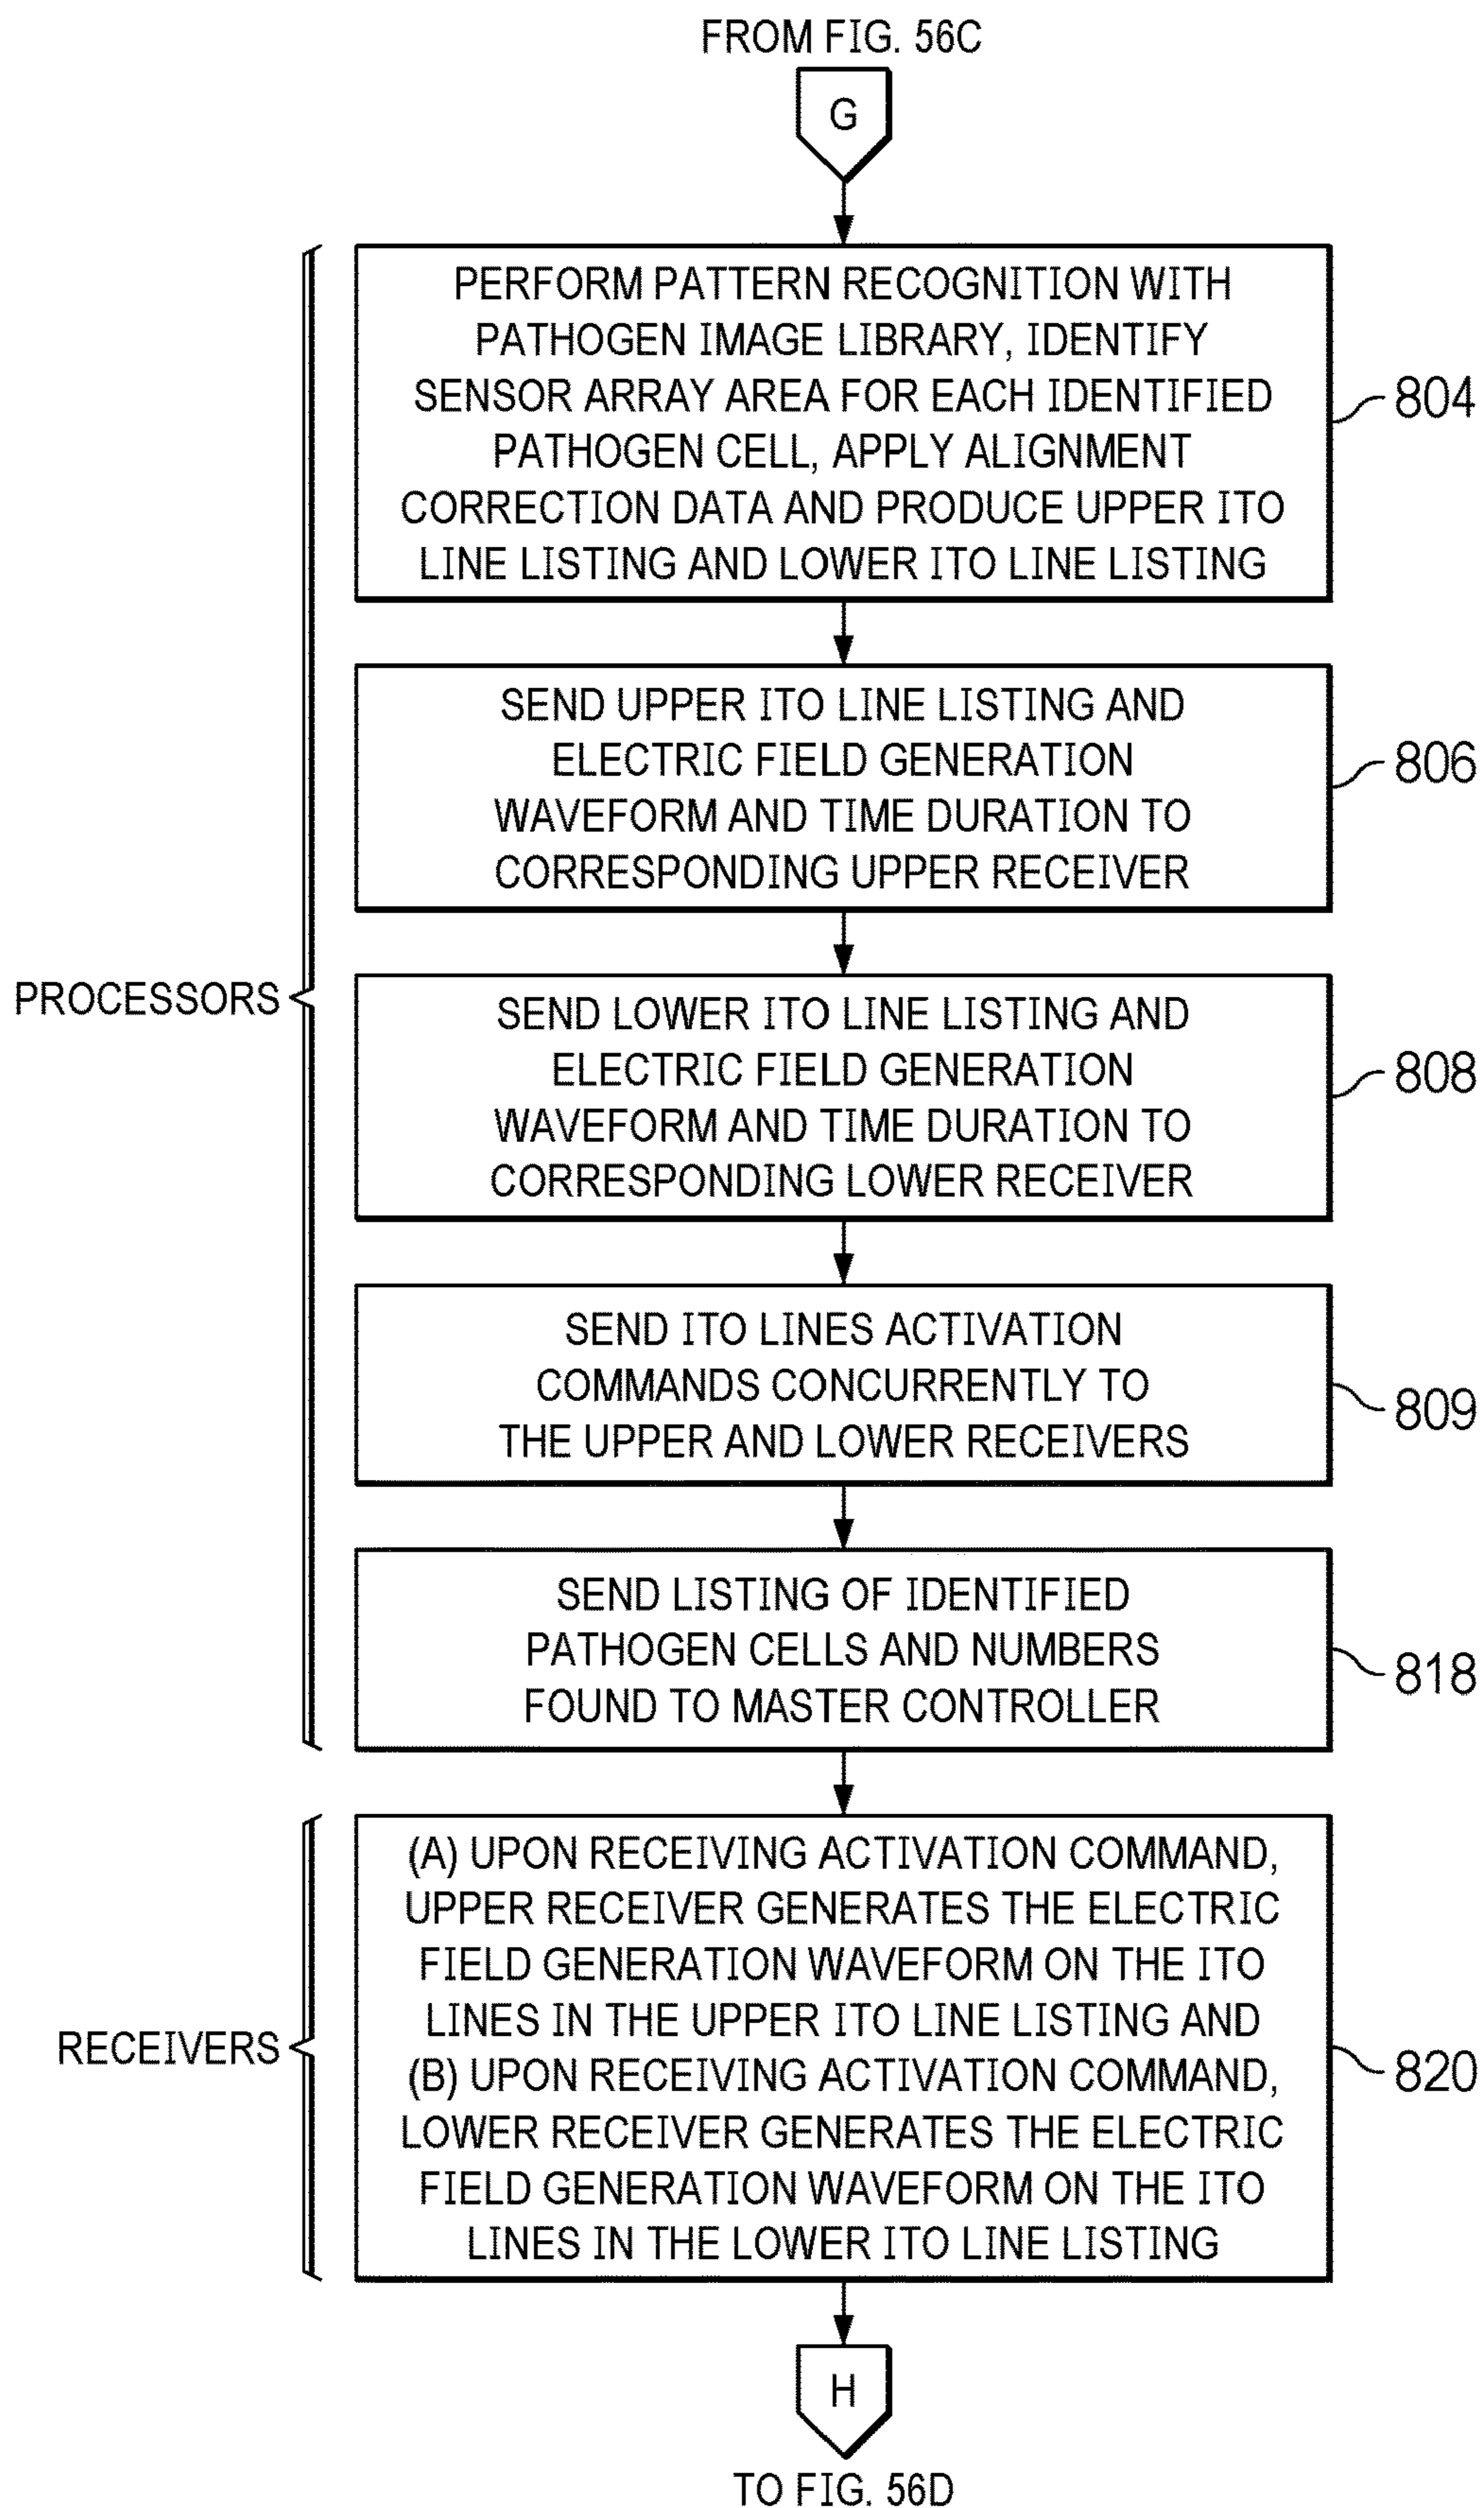 FROM FIG. 56C
G
PERFORM PATTERN RECOGNITION WITH
PATHOGEN IMAGE LIBRARY, IDENTIFY
SENSOR ARRAY AREA FOR EACH IDENTIFIED
PATHOGEN CELL, APPLY ALIGNMENT
CORRECTION DATA AND PRODUCE UPPER ITO
LINE LISTING AND LOWER ITO LINE LISTING
804
SEND UPPER ITO LINE LISTING AND
ELECTRIC FIELD GENERATION
WAVEFORM AND TIME DURATION TO
CORRESPONDING UPPER RECEIVER
806
PROCESSORS
SEND LOWER ITO LINE LISTING AND
ELECTRIC FIELD GENERATION
WAVEFORM AND TIME DURATION TO
CORRESPONDING LOWER RECEIVER
808
SEND ITO LINES ACTIVATION
COMMANDS CONCURRENTLY TO
THE UPPER AND LOWER RECEIVERS
809
SEND LISTING OF IDENTIFIED
PATHOGEN CELLS AND NUMBERS
FOUND TO MASTER CONTROLLER
818
RECEIVERS
(A) UPON RECEIVING ACTIVATION COMMAND,
UPPER RECEIVER GENERATES THE ELECTRIC
FIELD GENERATION WAVEFORM ON THE ITO
LINES IN THE UPPER ITO LINE LISTING AND
(B) UPON RECEIVING ACTIVATION COMMAND,
LOWER RECEIVER GENERATES THE ELECTRIC
FIELD GENERATION WAVEFORM ON THE ITO
LINES IN THE LOWER ITO LINE LISTING
820
H
TO FIG. 56D